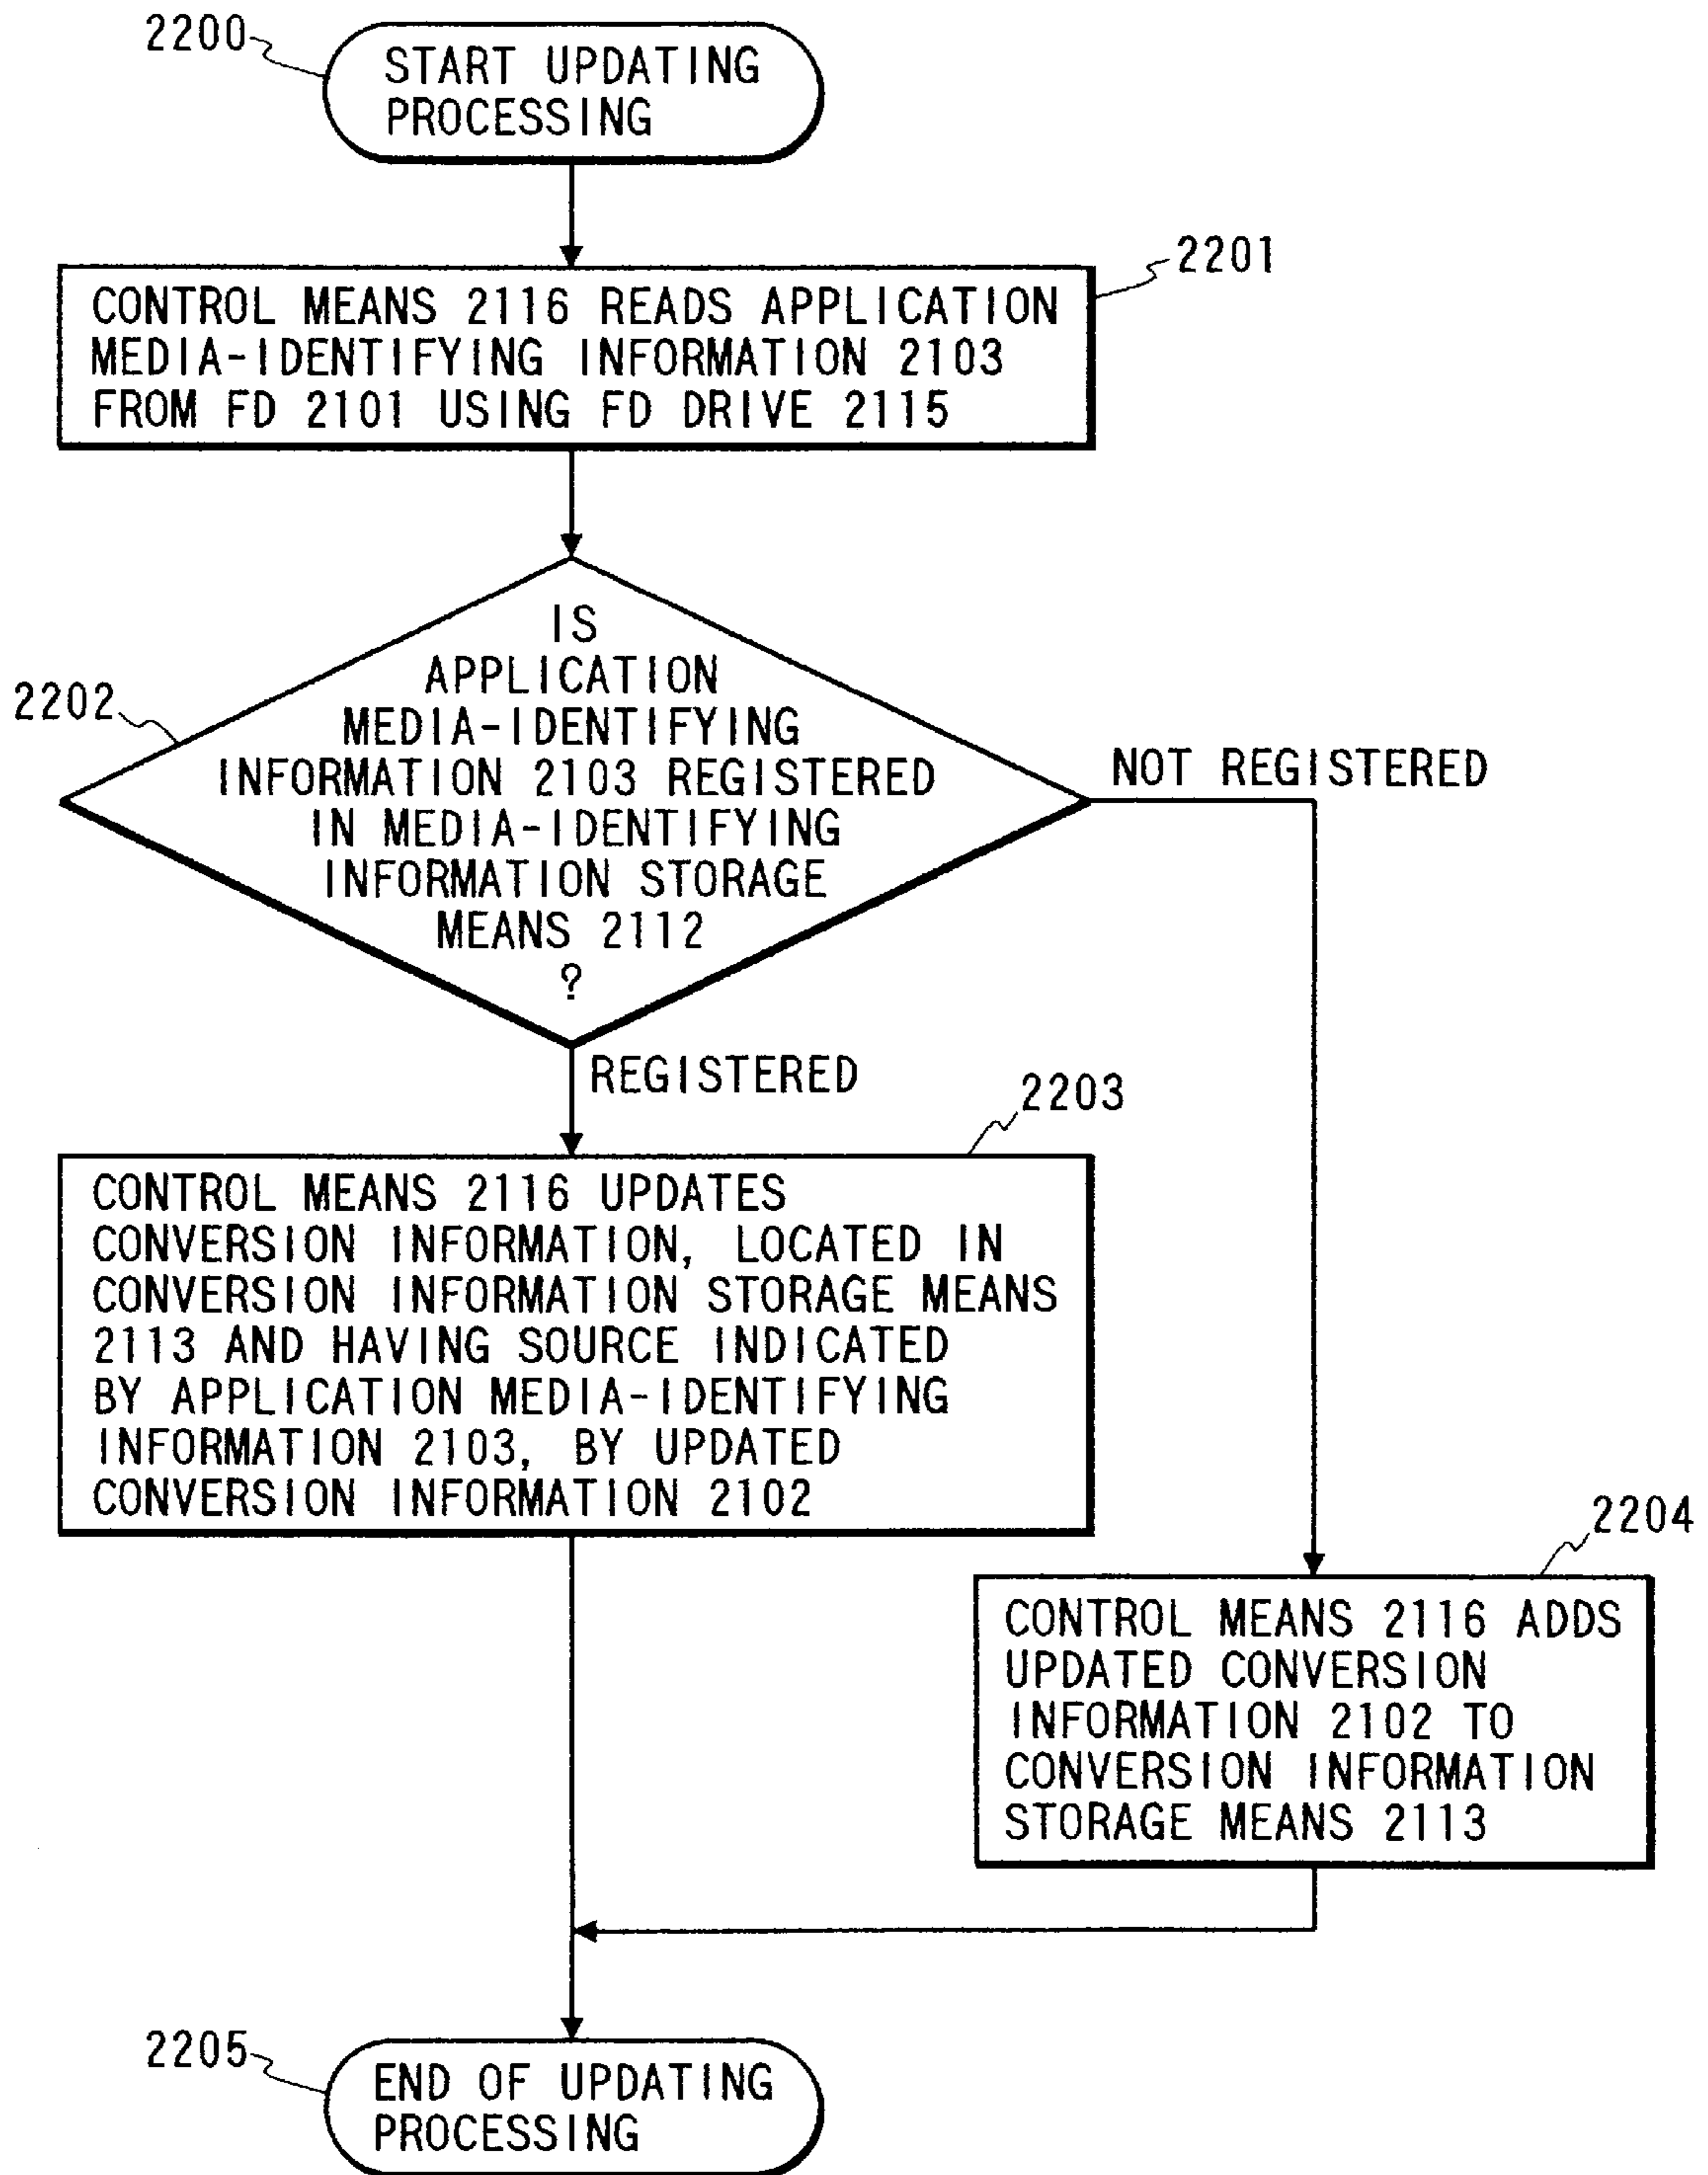 2200
START UPDATING
PROCESSING
2201
CONTROL MEANS 2116 READS APPLICATION
MEDIA-IDENTIFYING INFORMATION 2103
FROM FD 2101 USING FD DRIVE 2115
2202
IS
APPLICATION
MEDIA-IDENTIFYING
INFORMATION 2103 REGISTERED
IN MEDIA-IDENTIFYING
INFORMATION STORAGE
MEANS 2112
?
NOT REGISTERED
REGISTERED
2203
CONTROL MEANS 2116 UPDATES
CONVERSION INFORMATION, LOCATED IN
CONVERSION INFORMATION STORAGE MEANS
2113 AND HAVING SOURCE INDICATED
BY APPLICATION MEDIA-IDENTIFYING
INFORMATION 2103, BY UPDATED
CONVERSION INFORMATION 2102
2204
CONTROL MEANS 2116 ADDS
UPDATED CONVERSION
INFORMATION 2102 TO
CONVERSION INFORMATION
STORAGE MEANS 2113
2205
END OF UPDATING
PROCESSING